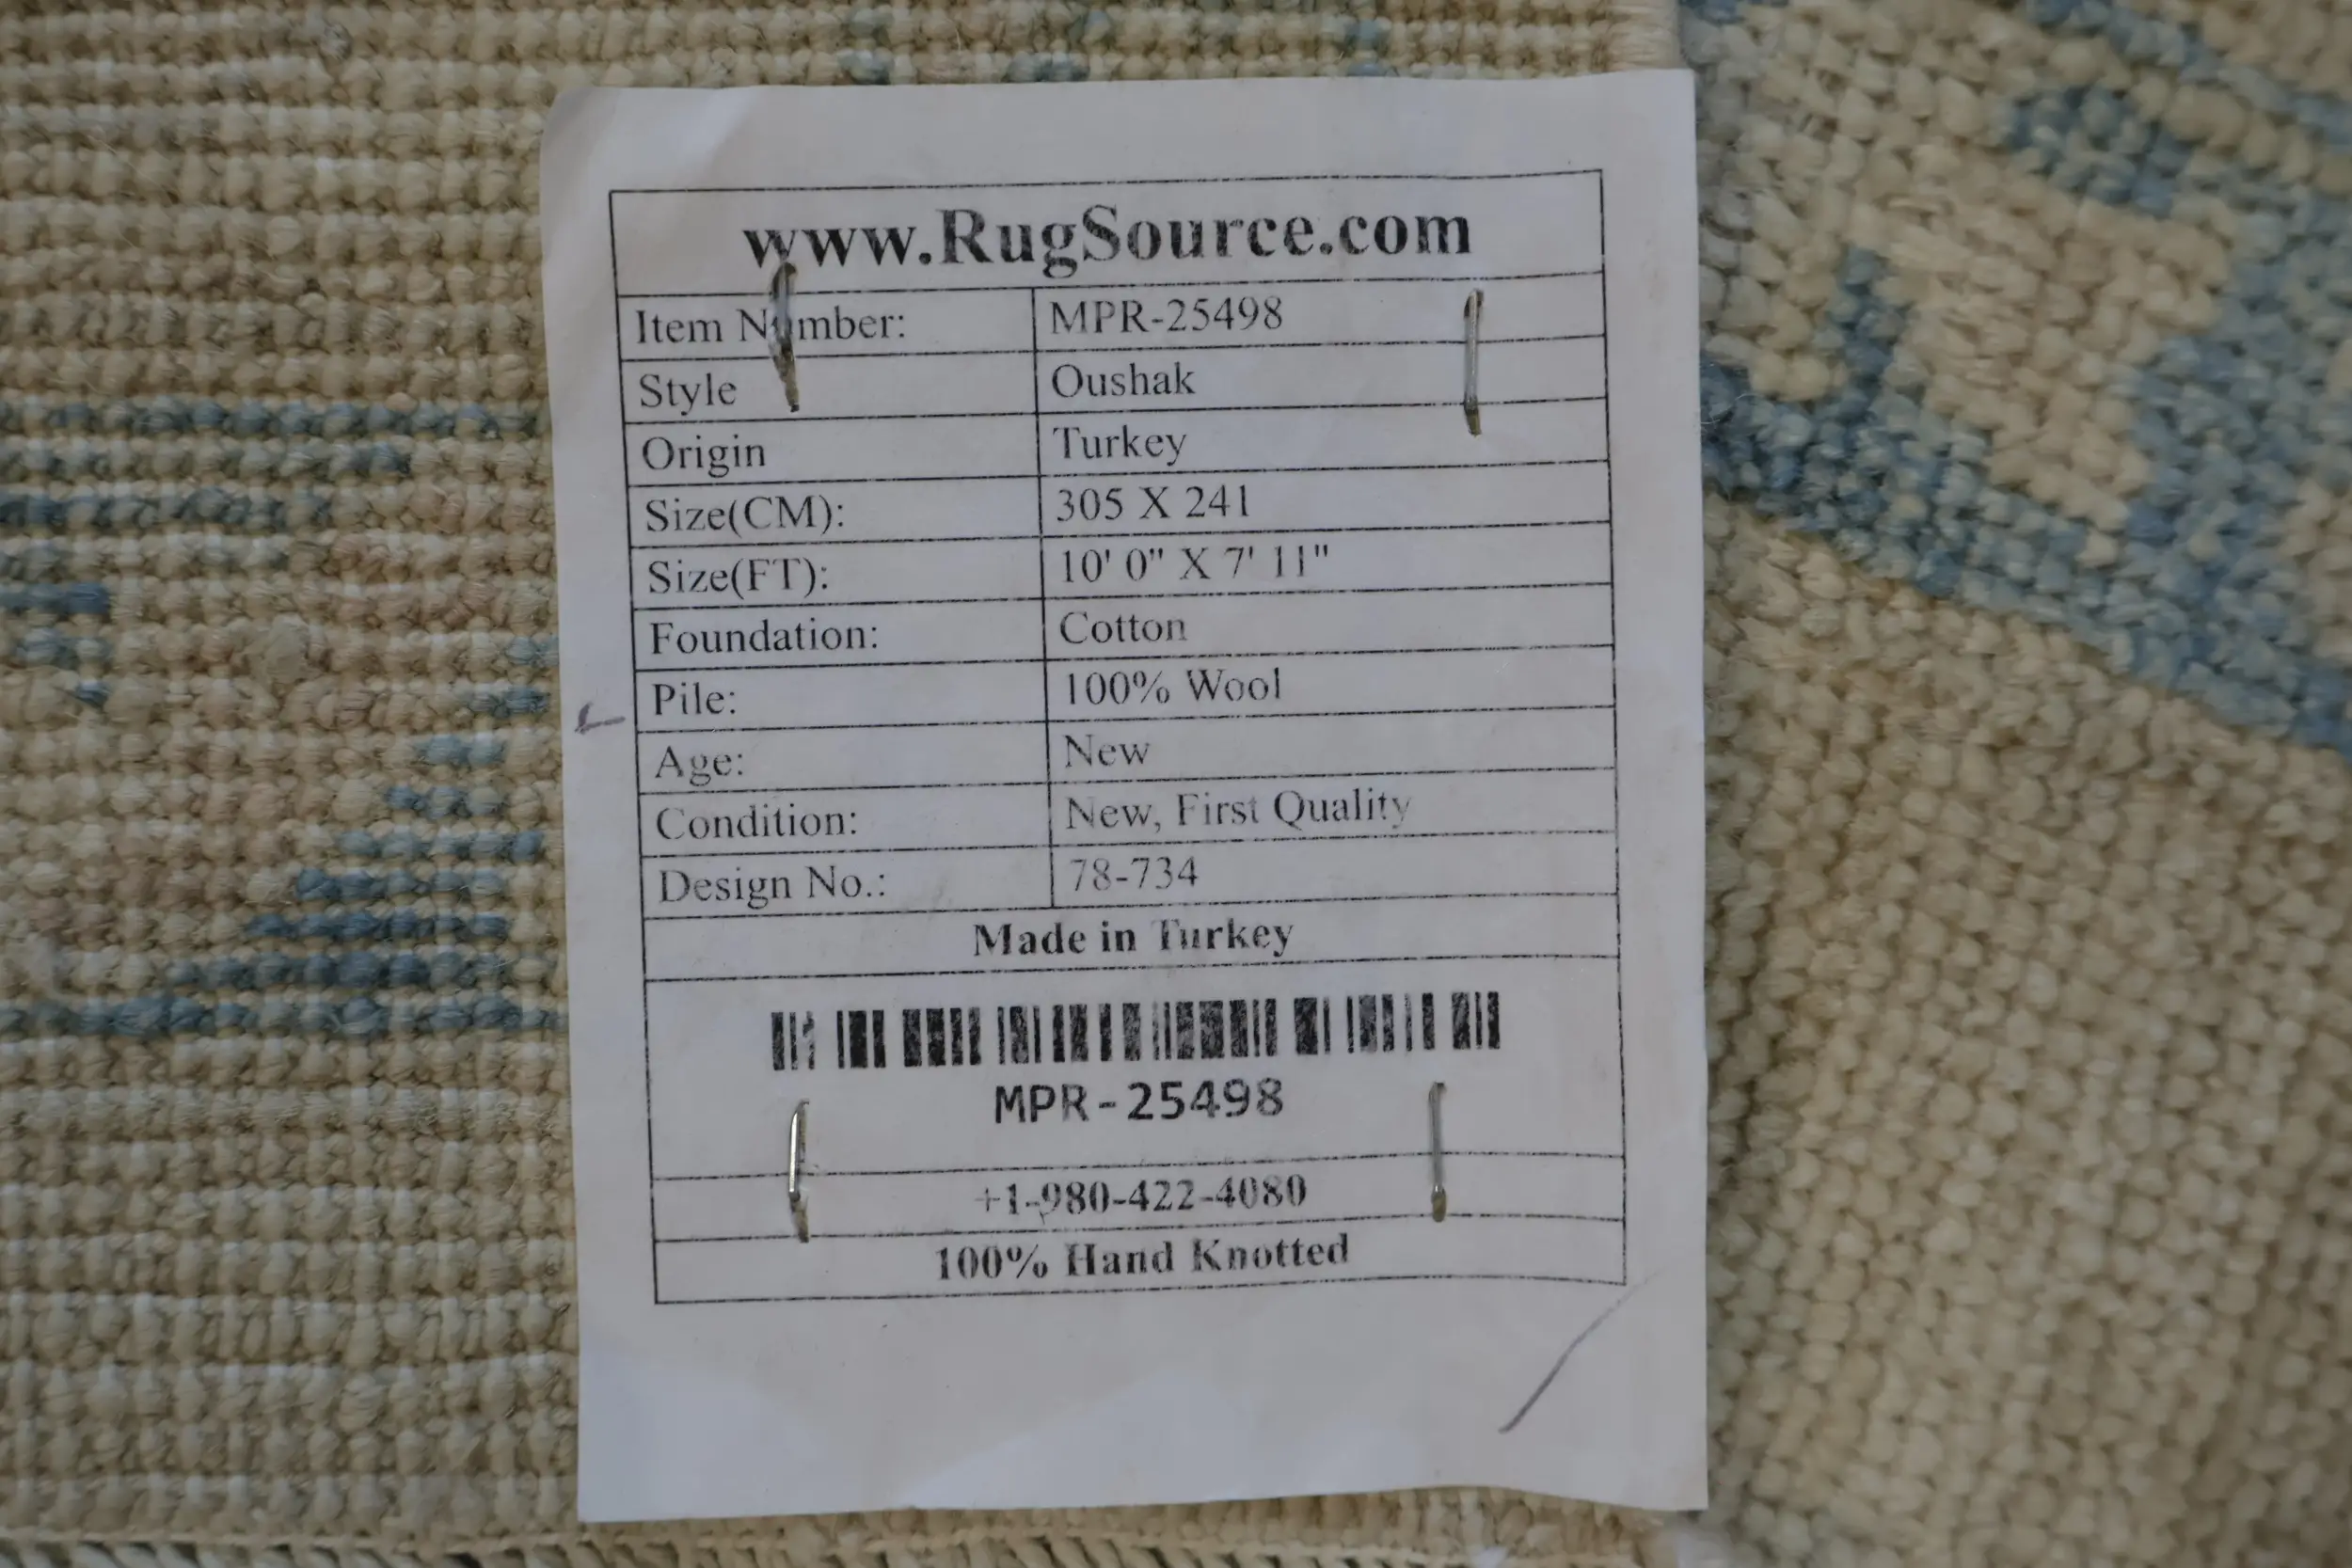 www.RugSource.com
Item Number: MPR-25498
Style Oushak
Origin Turkey
Size(CM): 305 X 241
Size(FT): 10' 0" X 7' 11"
Foundation: Cotton
Pile: 100% Wool
Age: New
Condition: New, First Quality
Design No.: 78-734
Made in Turkey
MPR-25498
+1-980-422-4080
100% Hand Knotted